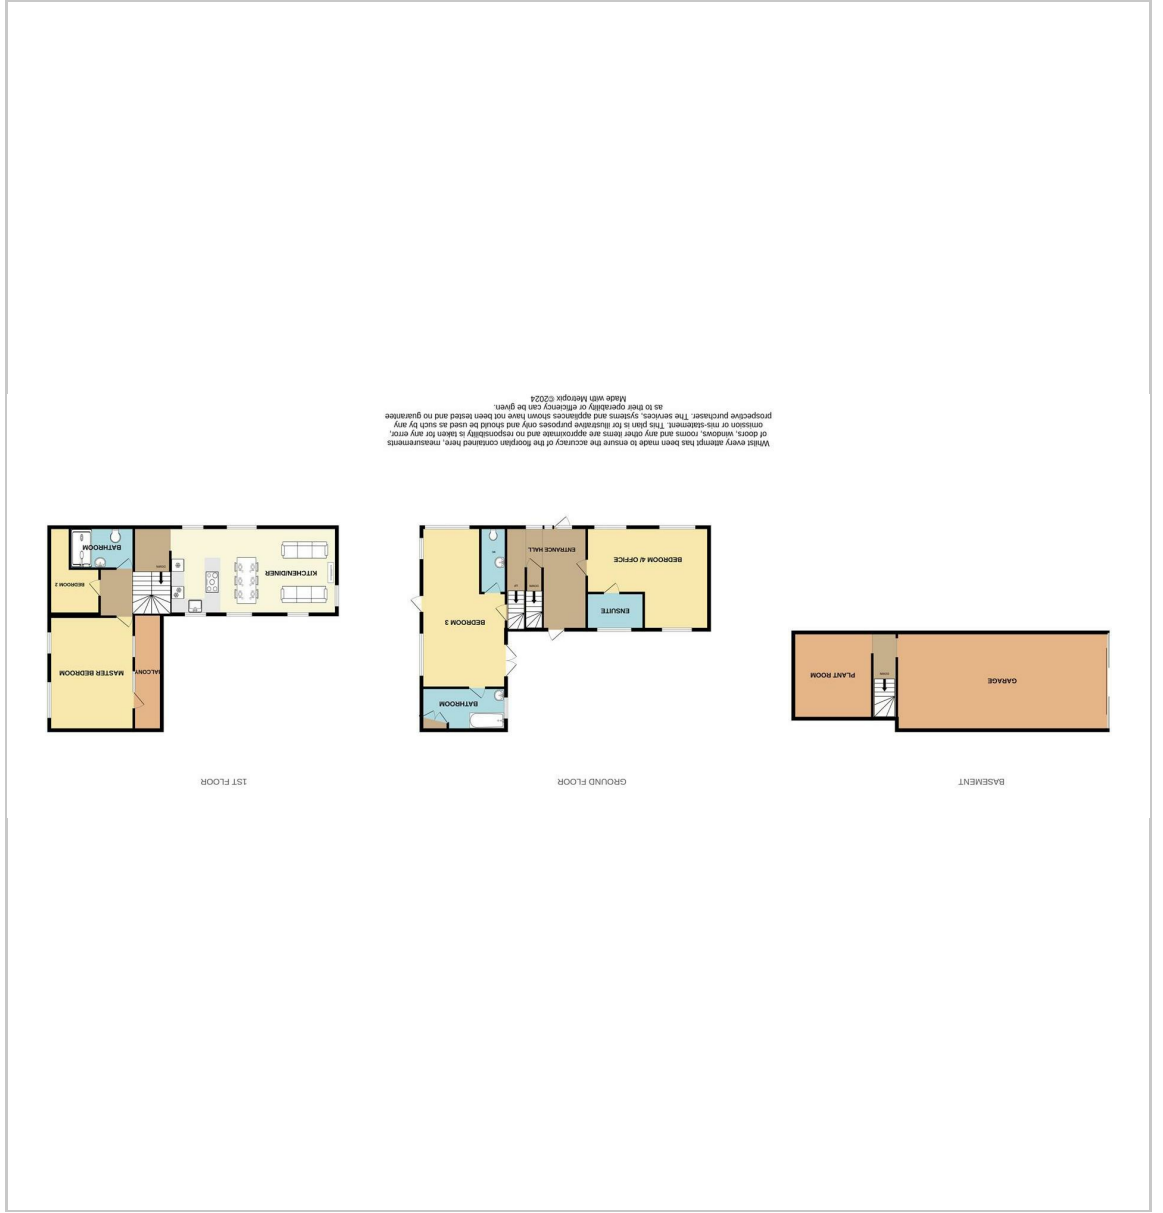 BASEMENT
GROUND FLOOR
1ST FLOOR
GARAGE
PLANT ROOM
DOWN
BATHROOM
BEDROOM 3
ENSUITE
BEDROOM 4/ OFFICE
ENTRANCE HALL
UP
DOWN
MASTER BEDROOM
BALCONY
BEDROOM 2
BATHROOM
KITCHEN/DINER
DOWN
Whilst every attempt has been made to ensure the accuracy of the floorplan contained here, measurements
of doors, windows, rooms and any other items are approximate and no responsibility is taken for any error,
omission or mis-statement. This plan is for illustrative purposes only and should be used as such by any
prospective purchaser. The services, systems and appliances shown have not been tested and no guarantee
as to their operability or efficiency can be given.
Made with Metropix ©2024